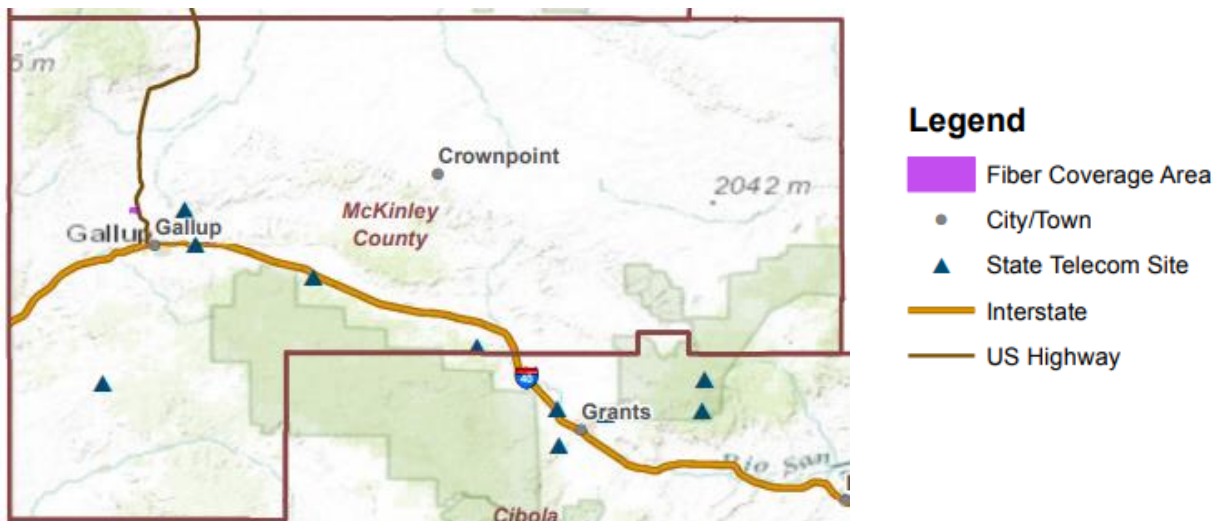 5 m
Crownpoint
2042 m
McKinley
County
Gallup
Gallup
40
Grants
Rio San
Cibola
Legend
Fiber Coverage Area
City/Town
State Telecom Site
Interstate
US Highway